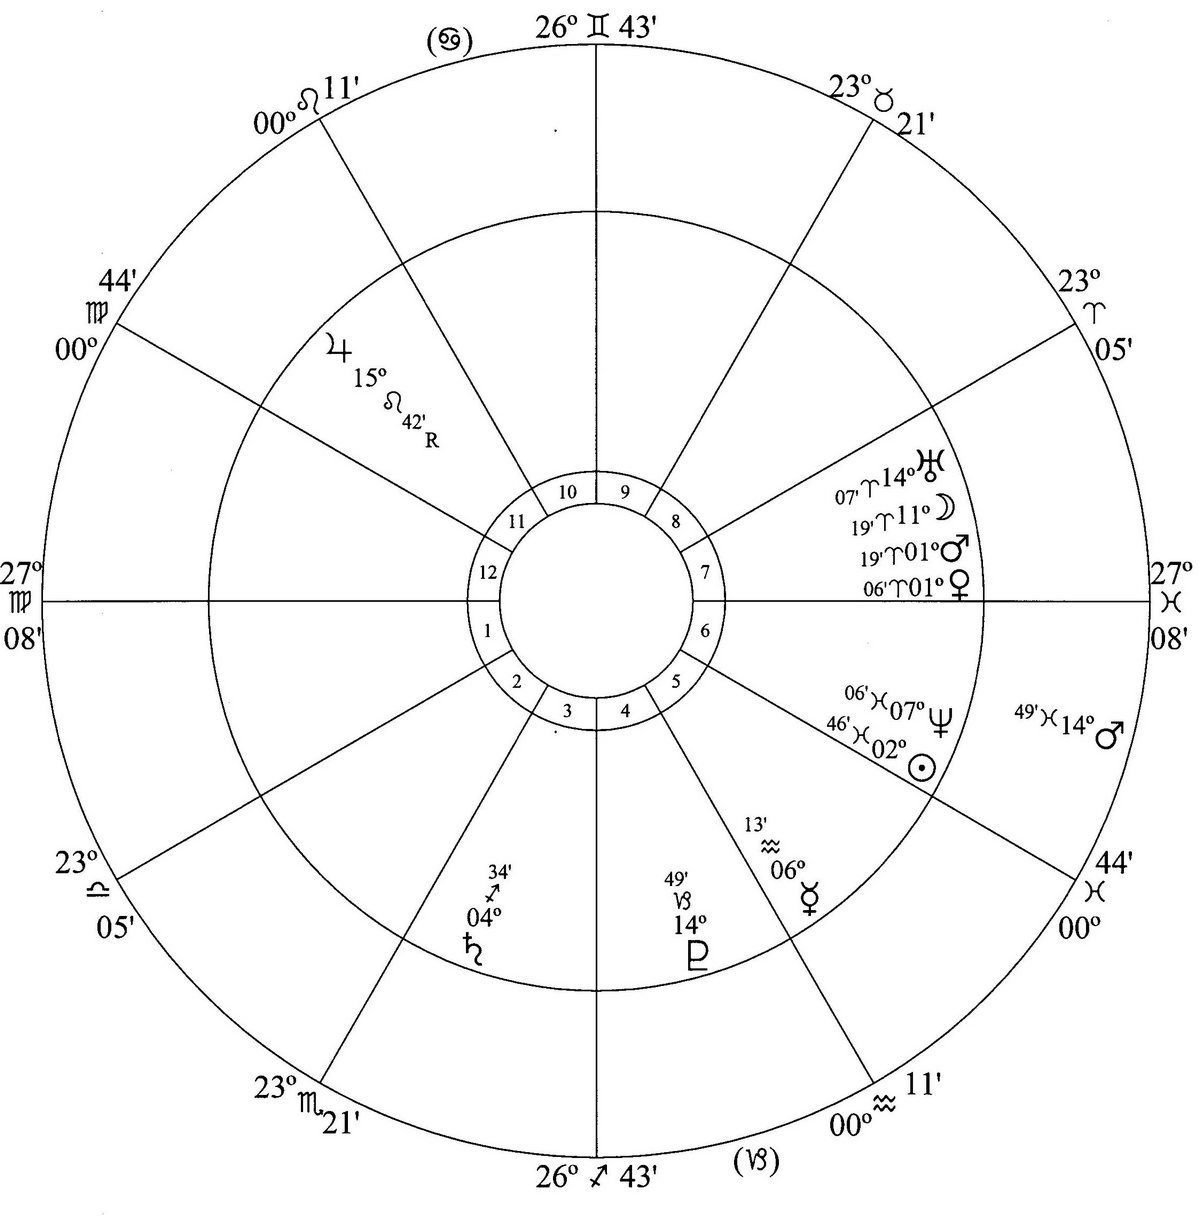 26° ♊ 43'
(♋)
00° ♌ 11'
23° ♉ 21'
44' ♍ 00°
23° ♈ 05'
♃ 15° ♌ 42' R
07' ♈ 14° ♅
19' ♈ 11° ☽
19' ♈ 01° ♂
06' ♈ 01° ♀
10 9
11 8
12 7
1 6
2 5
3 4
27° ♍ 08'
27° ♓ 08'
06' ♓ 07° ♆
46' ♓ 02° ☉
49' ♓ 14° ♂
13' ♒ 06° ☿
34' ♐ 04° ♄
49' ♑ 14° ♇
23° ♎ 05'
44' ♓ 00°
23° ♏ 21'
11' ♒ 00°
(♑)
26° ♐ 43'